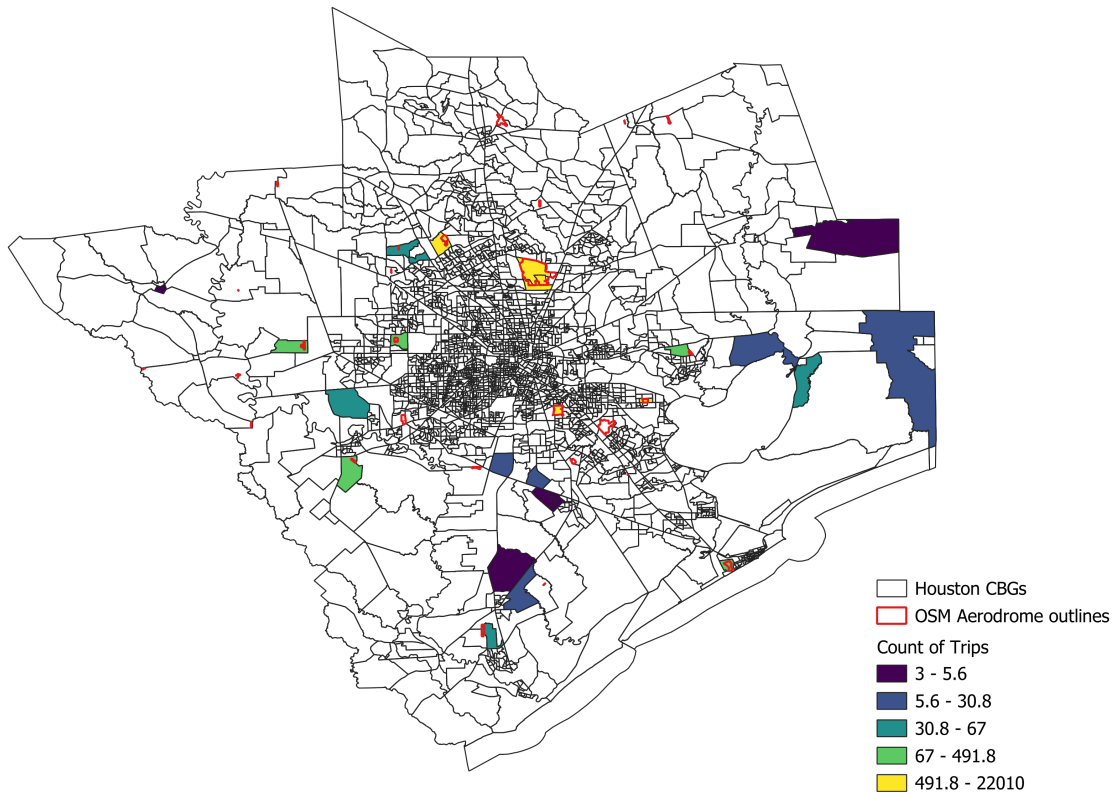 Houston CBGs
OSM Aerodrome outlines
Count of Trips
3 - 5.6
5.6 - 30.8
30.8 - 67
67 - 491.8
491.8 - 22010